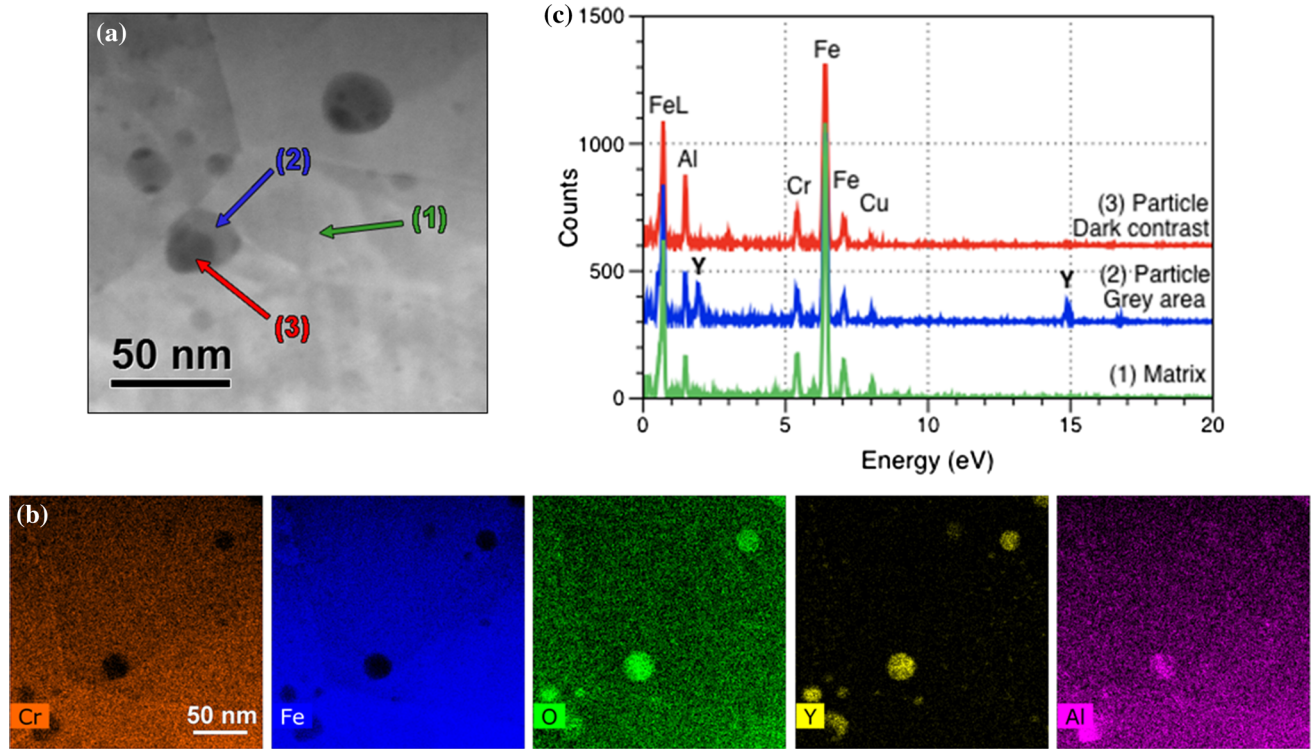 (a)
(2)
(1)
(3)
50 nm
(c)
1500
1000
500
0
Counts
FeL
Al
Cr
Fe
Fe
Cu
(3) Particle
Dark contrast
Y
Y
(2) Particle
Grey area
(1) Matrix
0
5
10
15
20
Energy (eV)
(b)
Cr
50 nm
Fe
O
Y
Al